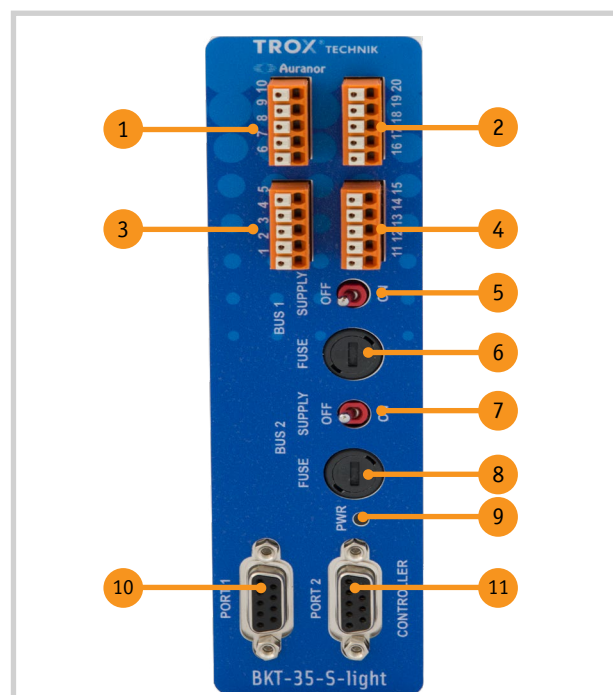 TROX® TECHNIK
Auranor
6 7 8 9 10
16 17 18 19 20
1 2 3 4 5
11 12 13 14 15
1
2
3
4
BUS 1
SUPPLY
OFF
ON
5
FUSE
6
BUS 2
SUPPLY
OFF
7
FUSE
8
PWR
9
PORT 1
10
PORT 2
11
CONTROLLER
BKT-35-S-light